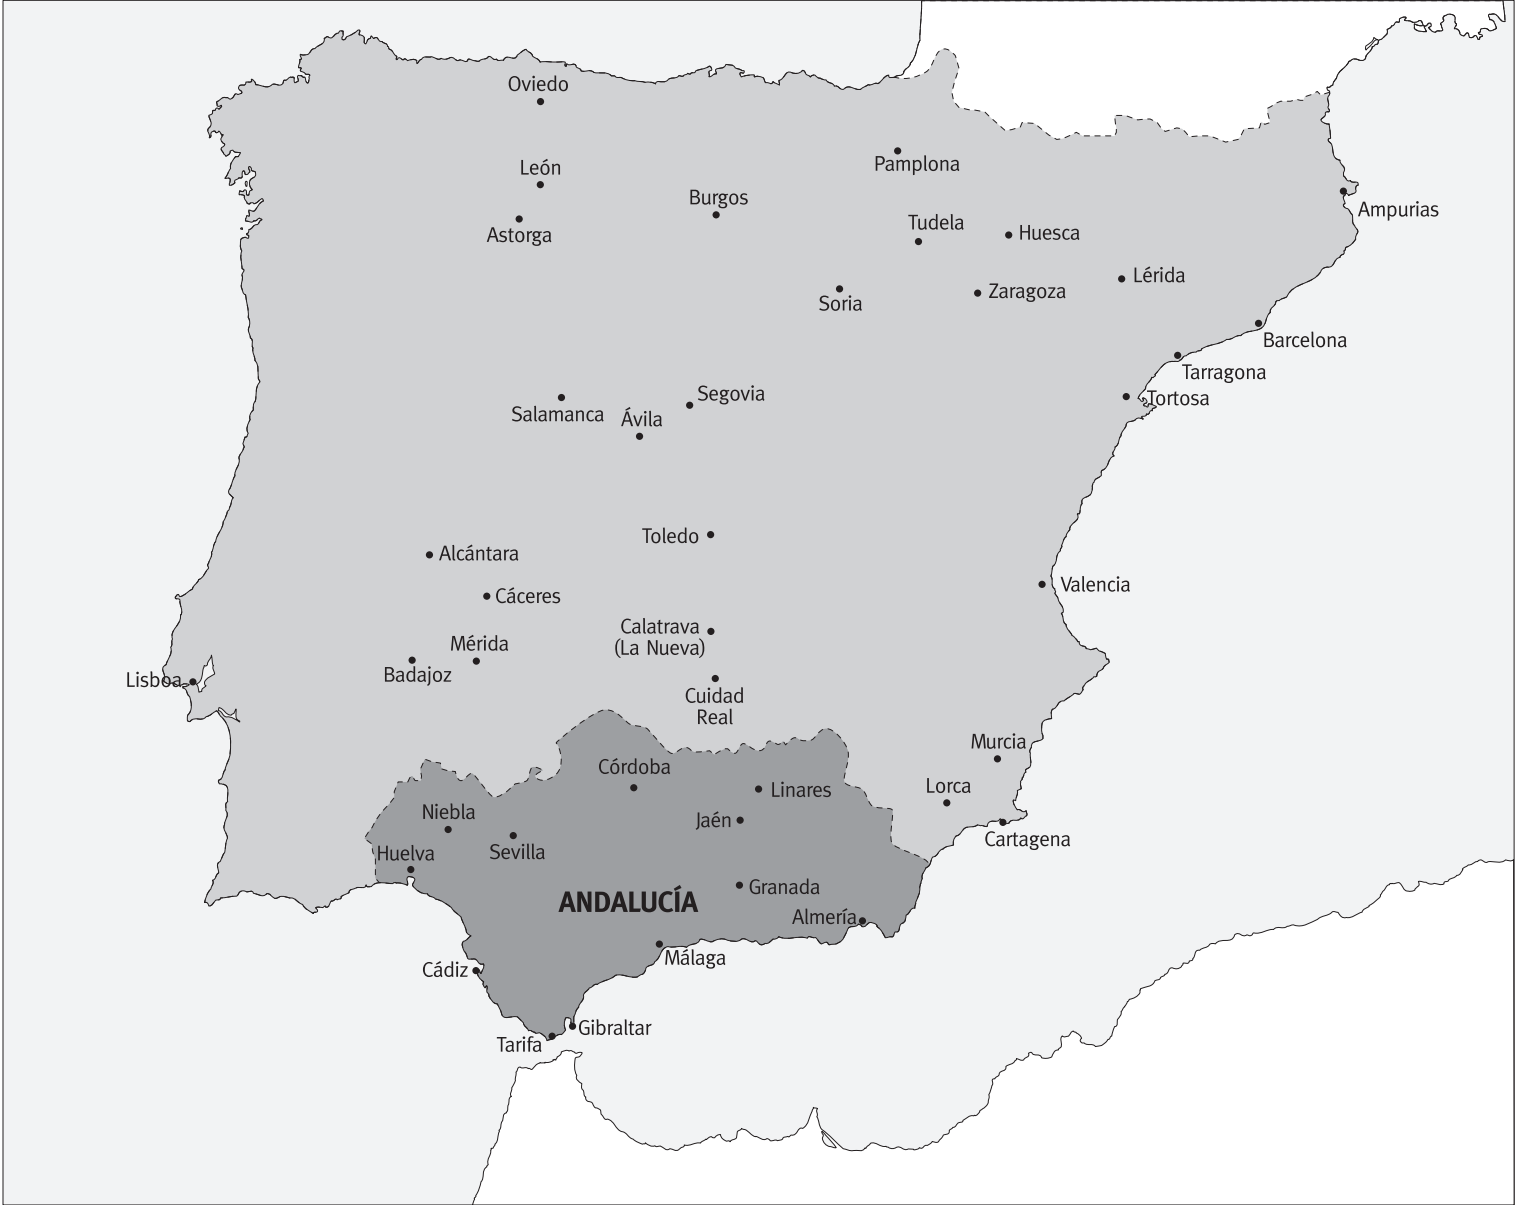 Oviedo
Pamplona
León
Burgos
Ampurias
Astorga
Tudela
Huesca
Lérida
Soria
Zaragoza
Barcelona
Tarragona
Segovia
Tortosa
Salamanca
Ávila
Toledo
Alcántara
Valencia
Cáceres
Calatrava
(La Nueva)
Mérida
Badajoz
Lisboa
Cuidad
Real
Murcia
Córdoba
Lorca
Linares
Niebla
Jaén
Cartagena
Sevilla
Huelva
Granada
ANDALUCÍA
Almería
Málaga
Cádiz
Gibraltar
Tarifa